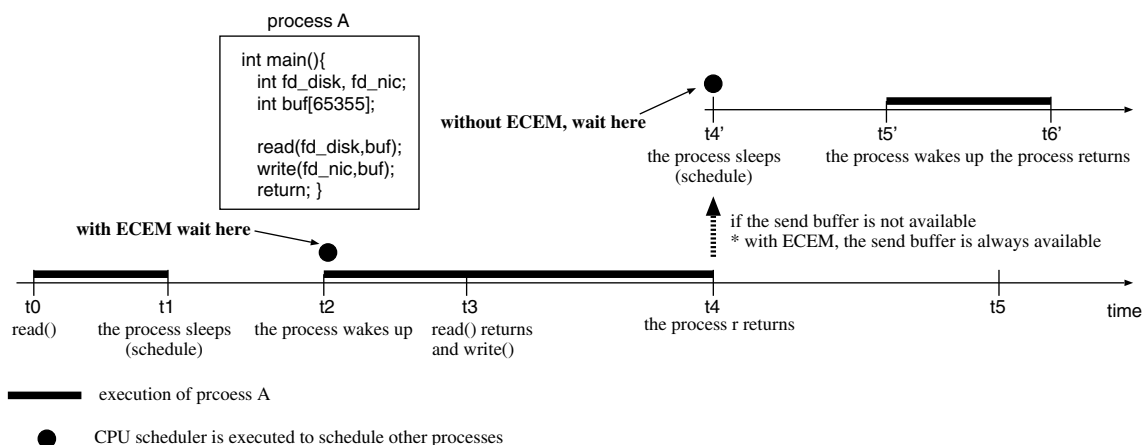 process A
int main(){
int fd_disk, fd_nic;
int buf[65355];
read(fd_disk,buf);
write(fd_nic,buf);
return; }
without ECEM, wait here
t4'
t5'
t6'
the process sleeps
(schedule)
the process wakes up
the process returns
if the send buffer is not available
* with ECEM, the send buffer is always available
with ECEM wait here
t0
t1
t2
t3
t4
t5
time
read()
the process sleeps
(schedule)
the process wakes up
read() returns
and write()
the process r returns
execution of prcoess A
CPU scheduler is executed to schedule other processes